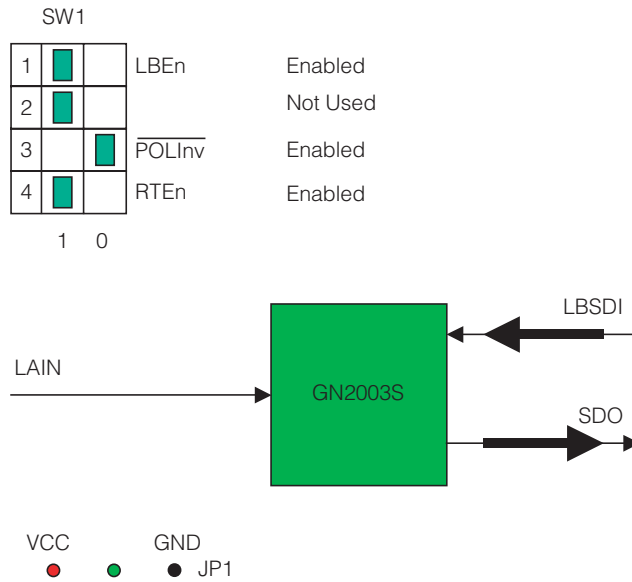 SW1
1 LBEn Enabled
2 Not Used
3 POLInv Enabled
4 RTEn Enabled
1 0
LBSDI
LAIN
GN2003S
SDO
VCC GND
JP1